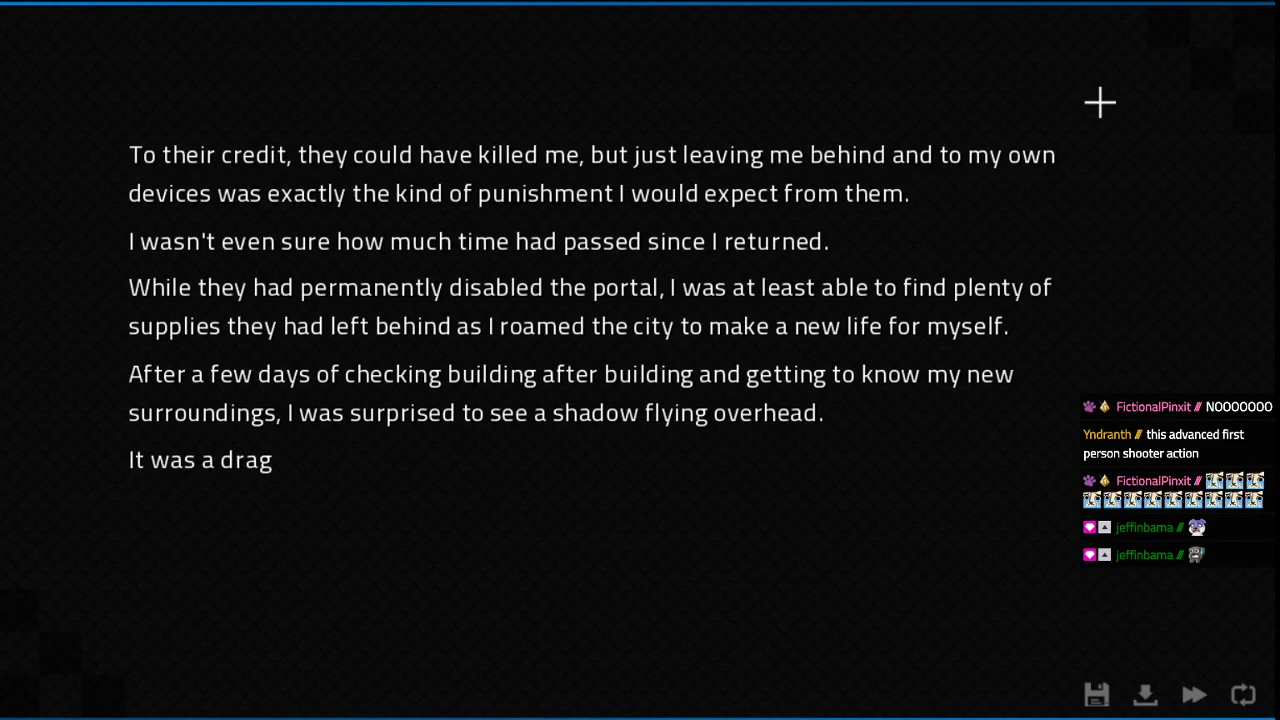 To their credit, they could have killed me, but just leaving me behind and to my own
devices was exactly the kind of punishment I would expect from them.
I wasn't even sure how much time had passed since I returned.
While they had permanently disabled the portal, I was at least able to find plenty of
supplies they had left behind as I roamed the city to make a new life for myself.
After a few days of checking building after building and getting to know my new
surroundings, I was surprised to see a shadow flying overhead.
It was a drag
FictionalPinxit // NOOOOOOO
Yndranth // this advanced first
person shooter action
FictionalPinxit //
jeffinbama //
jeffinbama //